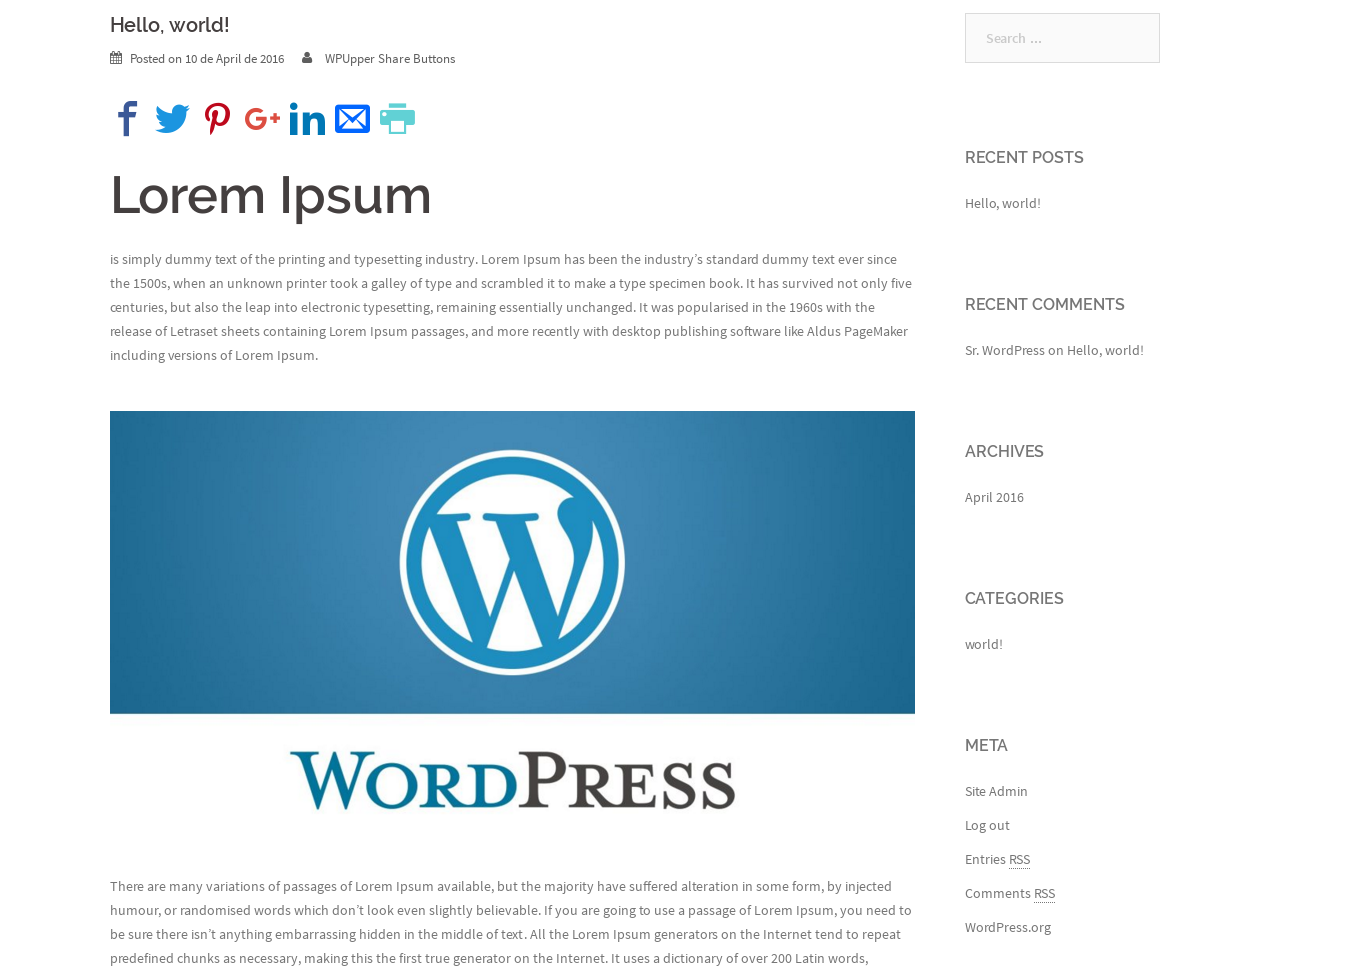 Hello, world!
Posted on 10 de April de 2016 WPUpper Share Buttons
Lorem Ipsum
is simply dummy text of the printing and typesetting industry. Lorem Ipsum has been the industry’s standard dummy text ever since
the 1500s, when an unknown printer took a galley of type and scrambled it to make a type specimen book. It has survived not only five
centuries, but also the leap into electronic typesetting, remaining essentially unchanged. It was popularised in the 1960s with the
release of Letraset sheets containing Lorem Ipsum passages, and more recently with desktop publishing software like Aldus PageMaker
including versions of Lorem Ipsum.
WORDPRESS
There are many variations of passages of Lorem Ipsum available, but the majority have suffered alteration in some form, by injected
humour, or randomised words which don’t look even slightly believable. If you are going to use a passage of Lorem Ipsum, you need to
be sure there isn’t anything embarrassing hidden in the middle of text. All the Lorem Ipsum generators on the Internet tend to repeat
predefined chunks as necessary, making this the first true generator on the Internet. It uses a dictionary of over 200 Latin words,
Search ...
RECENT POSTS
Hello, world!
RECENT COMMENTS
Sr. WordPress on Hello, world!
ARCHIVES
April 2016
CATEGORIES
world!
META
Site Admin
Log out
Entries RSS
Comments RSS
WordPress.org